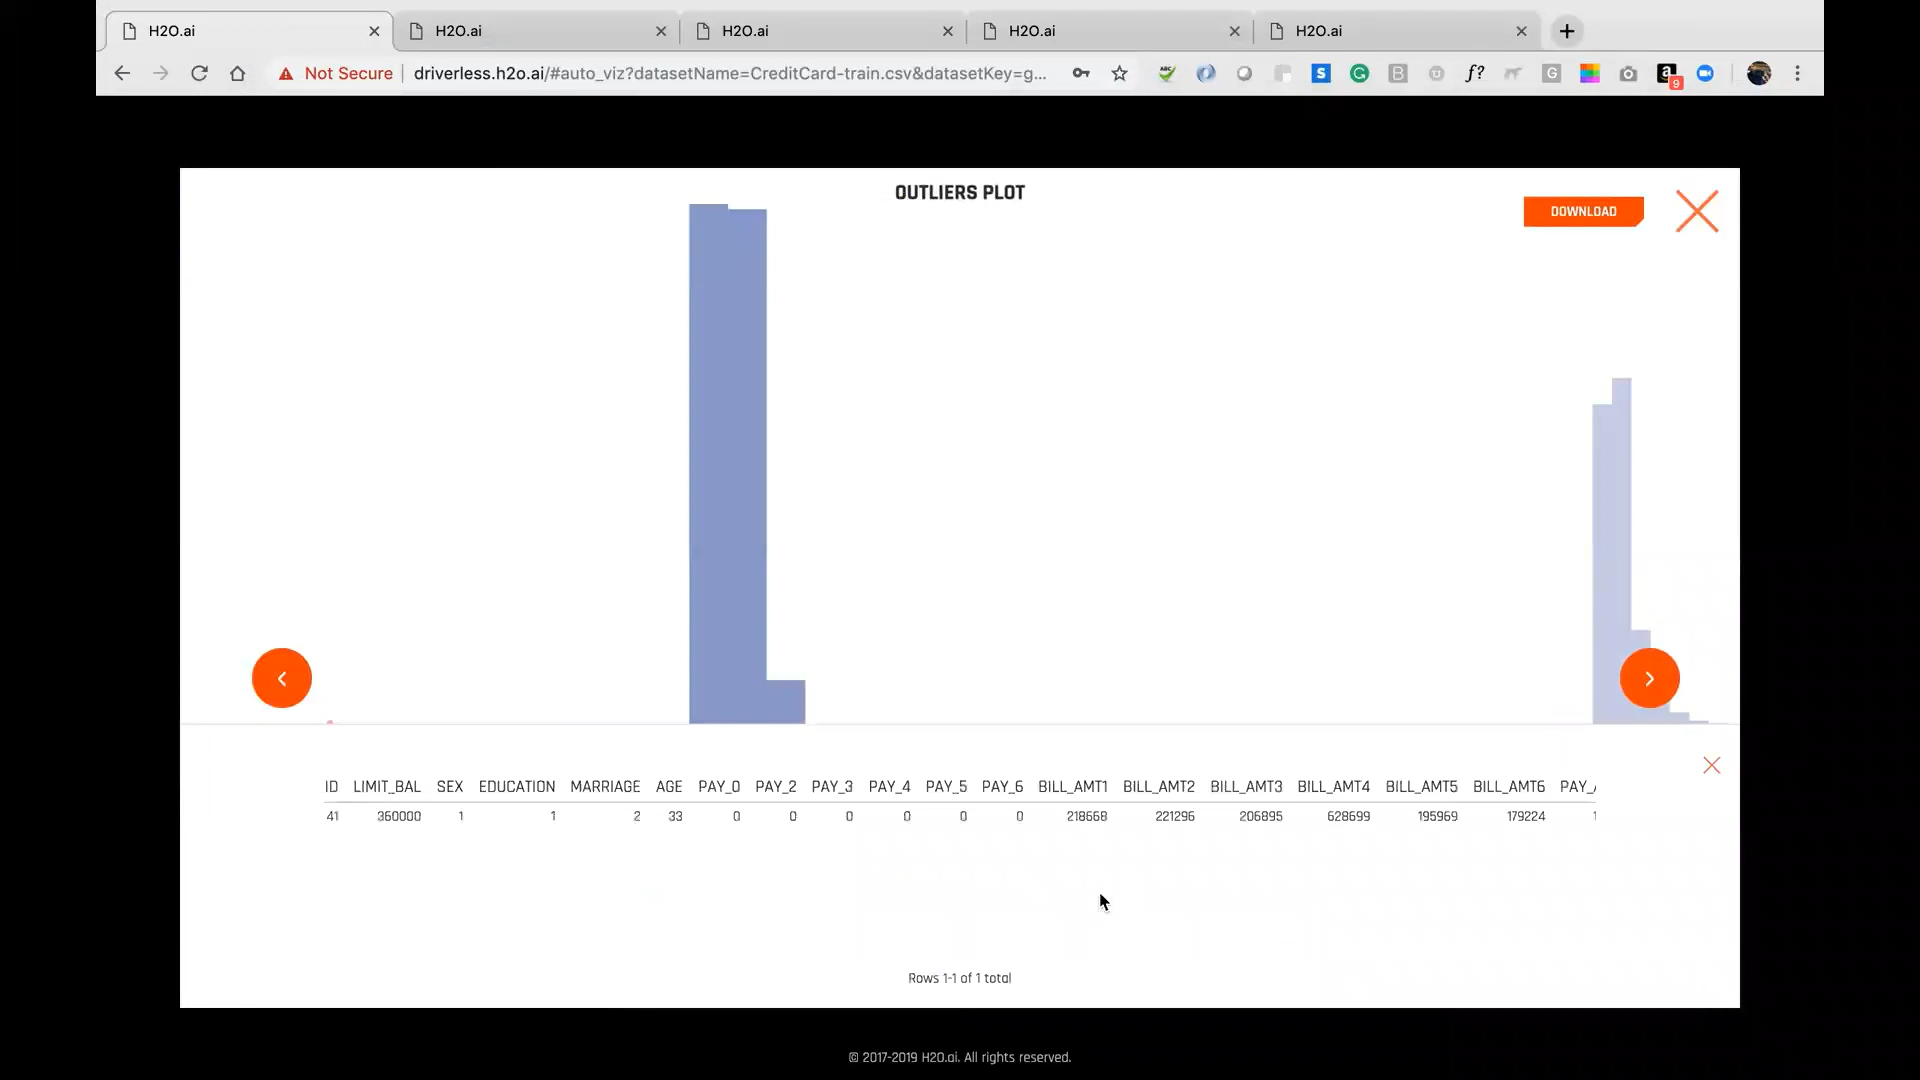 H2O.ai H2O.ai H2O.ai H2O.ai H2O.ai
Not Secure driverless.h2o.ai/#auto_viz?datasetName=CreditCard-train.csv&datasetKey=g...
OUTLIERS PLOT
DOWNLOAD
ID LIMIT_BAL SEX EDUCATION MARRIAGE AGE PAY_0 PAY_2 PAY_3 PAY_4 PAY_5 PAY_6 BILL_AMT1 BILL_AMT2 BILL_AMT3 BILL_AMT4 BILL_AMT5 BILL_AMT6 PAY_
41 360000 1 1 2 33 0 0 0 0 0 0 218668 221296 206895 628699 195969 179224 1
Rows 1-1 of 1 total
© 2017-2019 H2O.ai. All rights reserved.